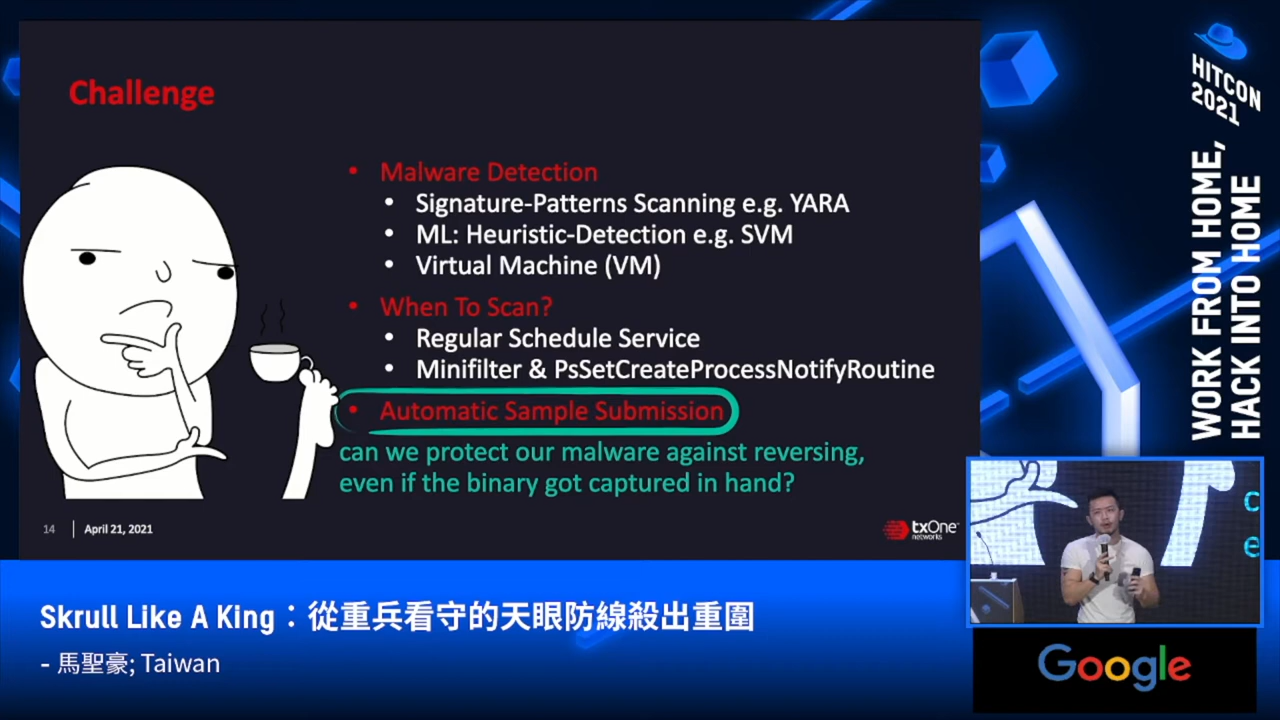 Challenge
• Malware Detection
• Signature-Patterns Scanning e.g. YARA
• ML: Heuristic-Detection e.g. SVM
• Virtual Machine (VM)
• When To Scan?
• Regular Schedule Service
• Minifilter & PsSetCreateProcessNotifyRoutine
• Automatic Sample Submission
can we protect our malware against reversing,
even if the binary got captured in hand?
14 | April 21, 2021
txOne
networks
HITCON
2021
WORK FROM HOME,
HACK INTO HOME
c
e
Skrull Like A King：從重兵看守的天眼防線殺出重圍
- 馬聖豪; Taiwan
Google